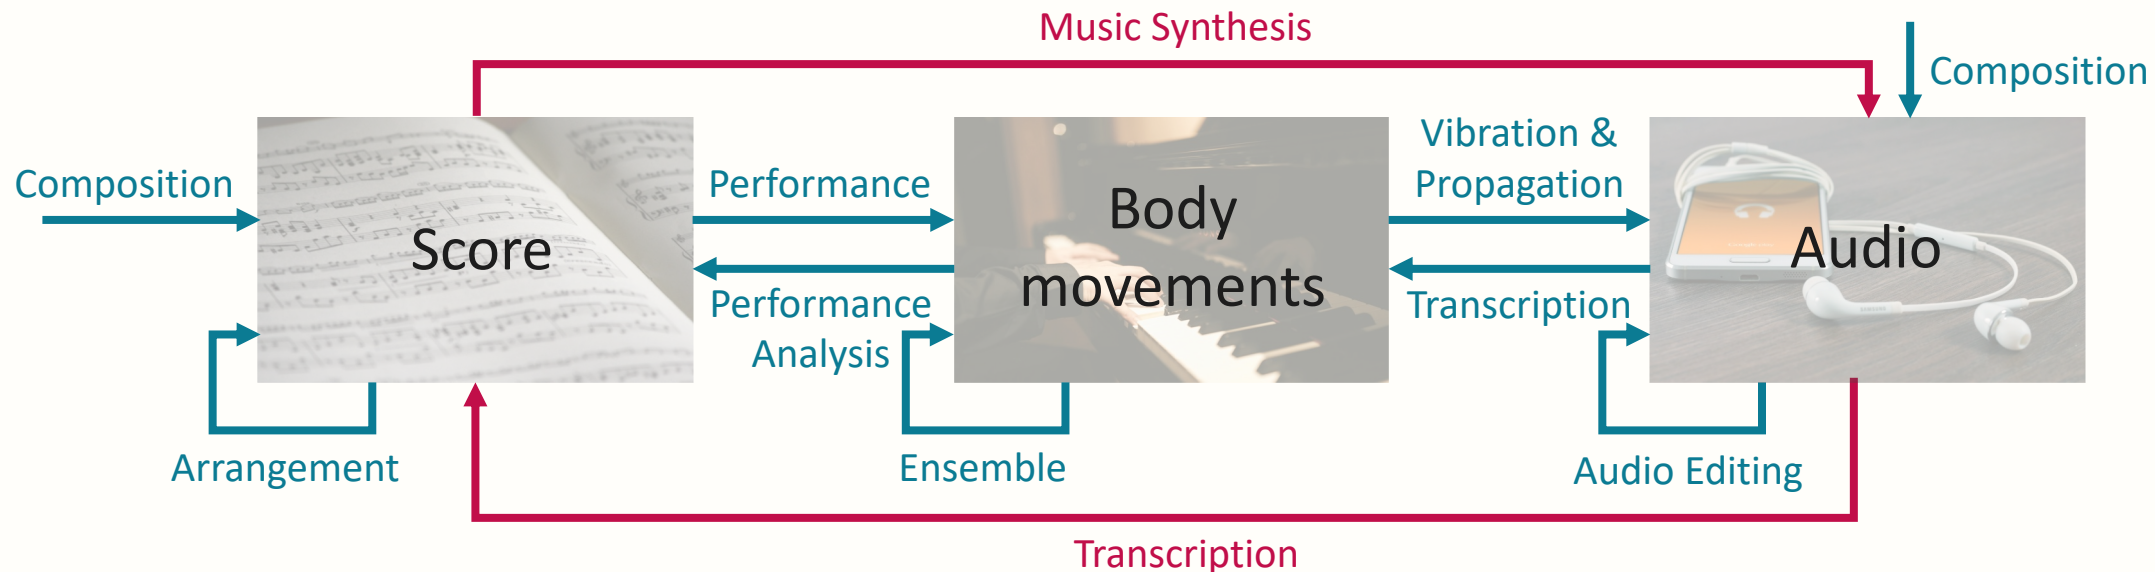 Music Synthesis
Composition
Composition
Performance
Vibration &
Propagation
Score
Body
movements
Audio
Performance
Analysis
Transcription
Arrangement
Ensemble
Audio Editing
Transcription